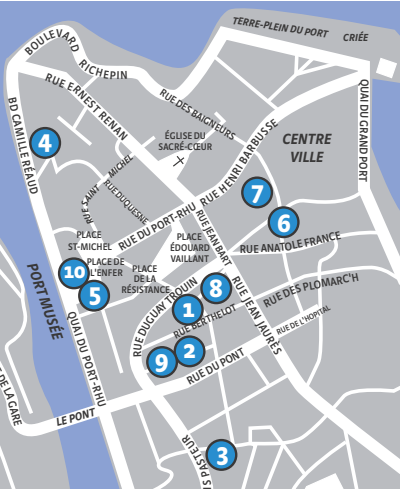 TERRE-PLEIN DU PORT
CRIÉE
BOULEVARD
RICHEPIN
RUE ERNEST RENAN
RUE DES BAIGNEURS
QUAI DU GRAND PORT
BD CAMILLE RÉAUD
4
ÉGLISE DU
SACRÉ-CŒUR
RUE HENRI BARBUSSE
CENTRE
VILLE
RUE SAINT MICHEL
RUE DUQUESNE
7
6
RUE DU PORT-RHU
RUE JEAN BART
PLACE
ST-MICHEL
PLACE
ÉDOUARD
VAILLANT
RUE ANATOLE FRANCE
PORT MUSÉE
10
PLACE DE
L'ENFER
PLACE
DE LA
RÉSISTANCE
5
8
RUE DUGUAY TROUIN
RUE JEAN JAURÈS
RUE DES PLOMARC'H
1
RUE BERTHELOT
RUE DE L'HOPITAL
QUAI DU PORT-RHU
9
2
RUE DU PONT
DE LA GARE
LE PONT
S PASTEUR
3